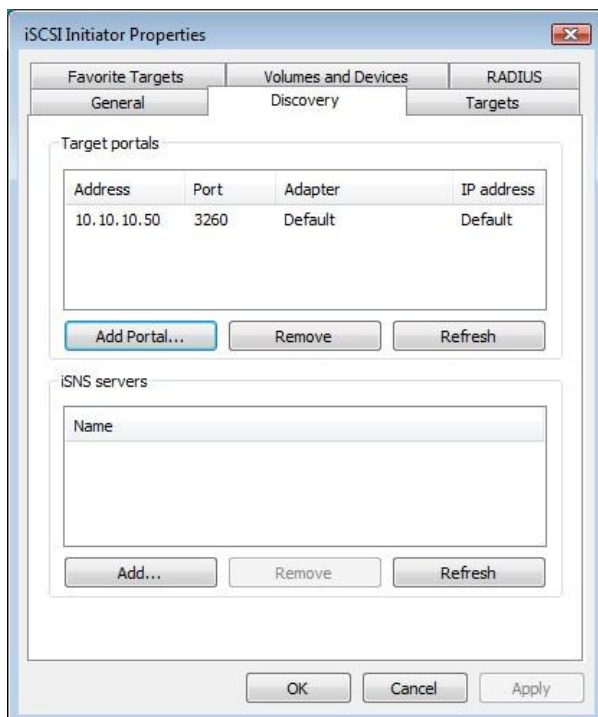 iSCSI Initiator Properties
Favorite Targets Volumes and Devices RADIUS
General Discovery Targets
Target portals
Address Port Adapter IP address
10.10.10.50 3260 Default Default
Add Portal... Remove Refresh
iSNS servers
Name
Add... Remove Refresh
OK Cancel Apply